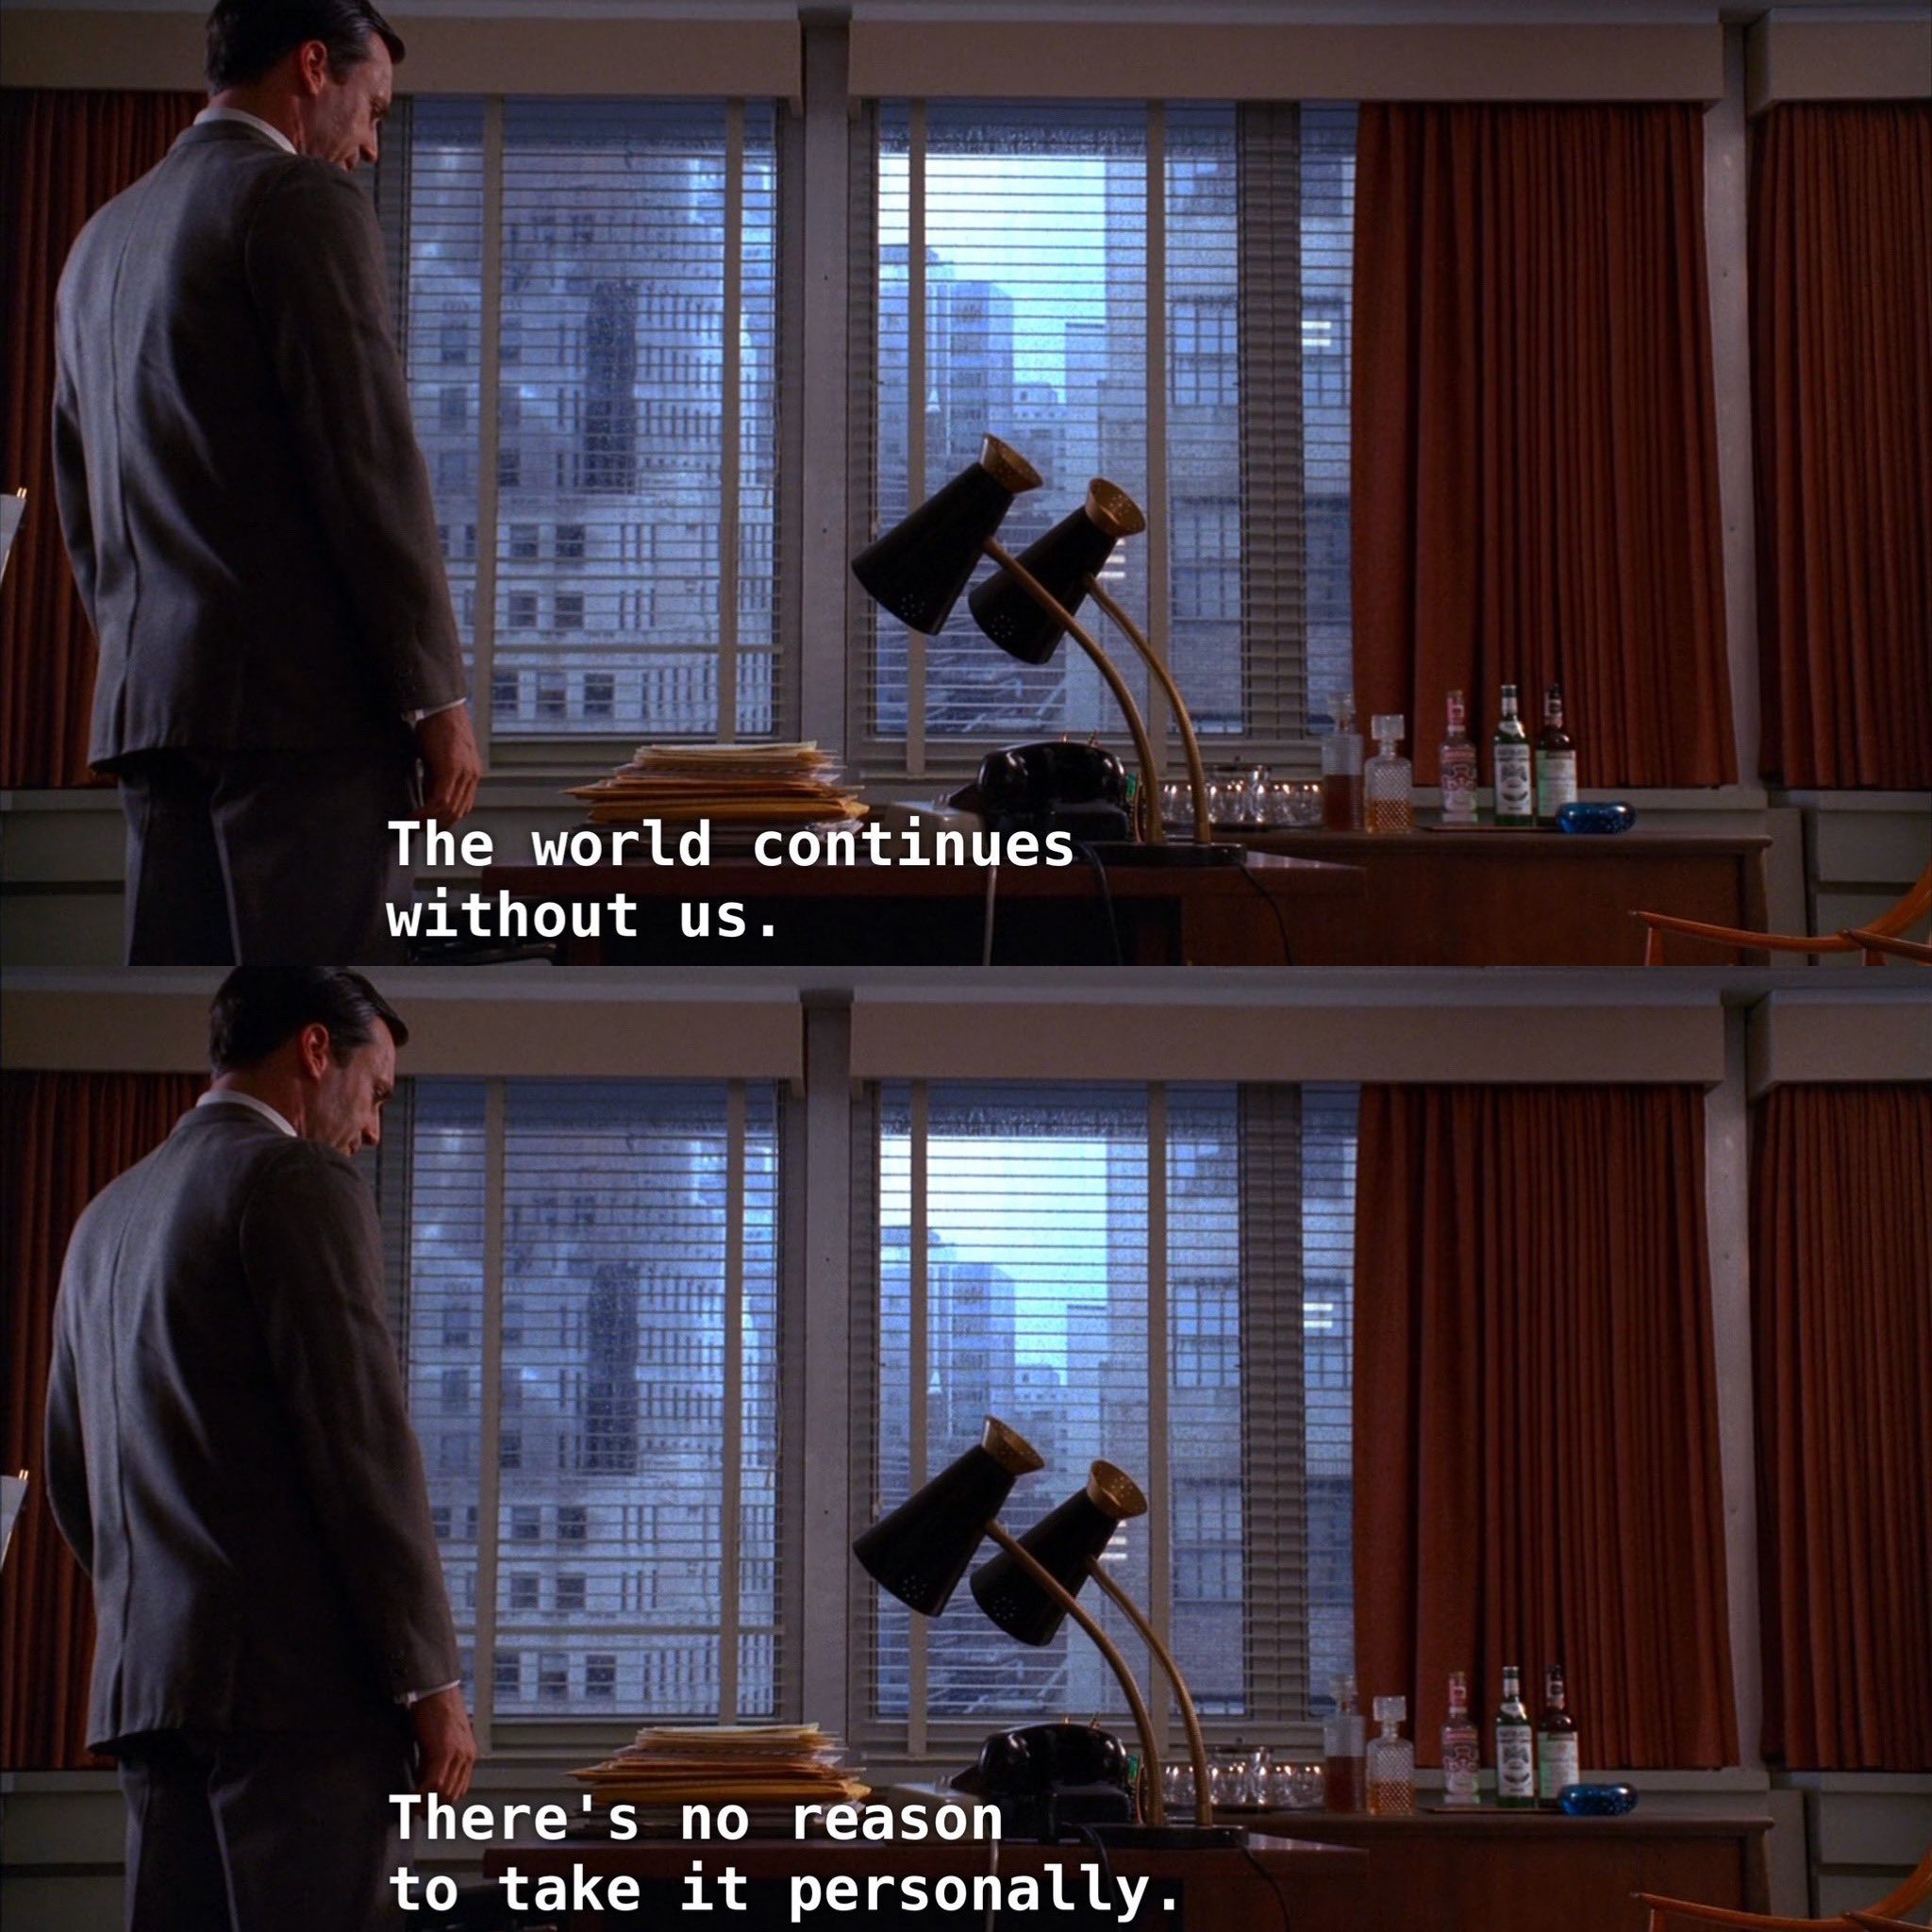 The world continues
without us.
There's no reason
to take it personally.